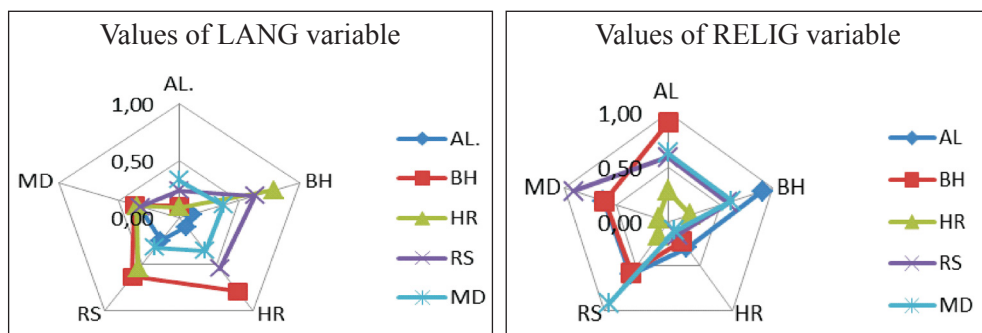 Values of LANG variable
AL.
1,00
0,50
0,00
BH
HR
RS
MD
AL.
BH
HR
RS
MD
Values of RELIG variable
AL
1,00
0,50
0,00
BH
HR
RS
MD
AL
BH
HR
RS
MD